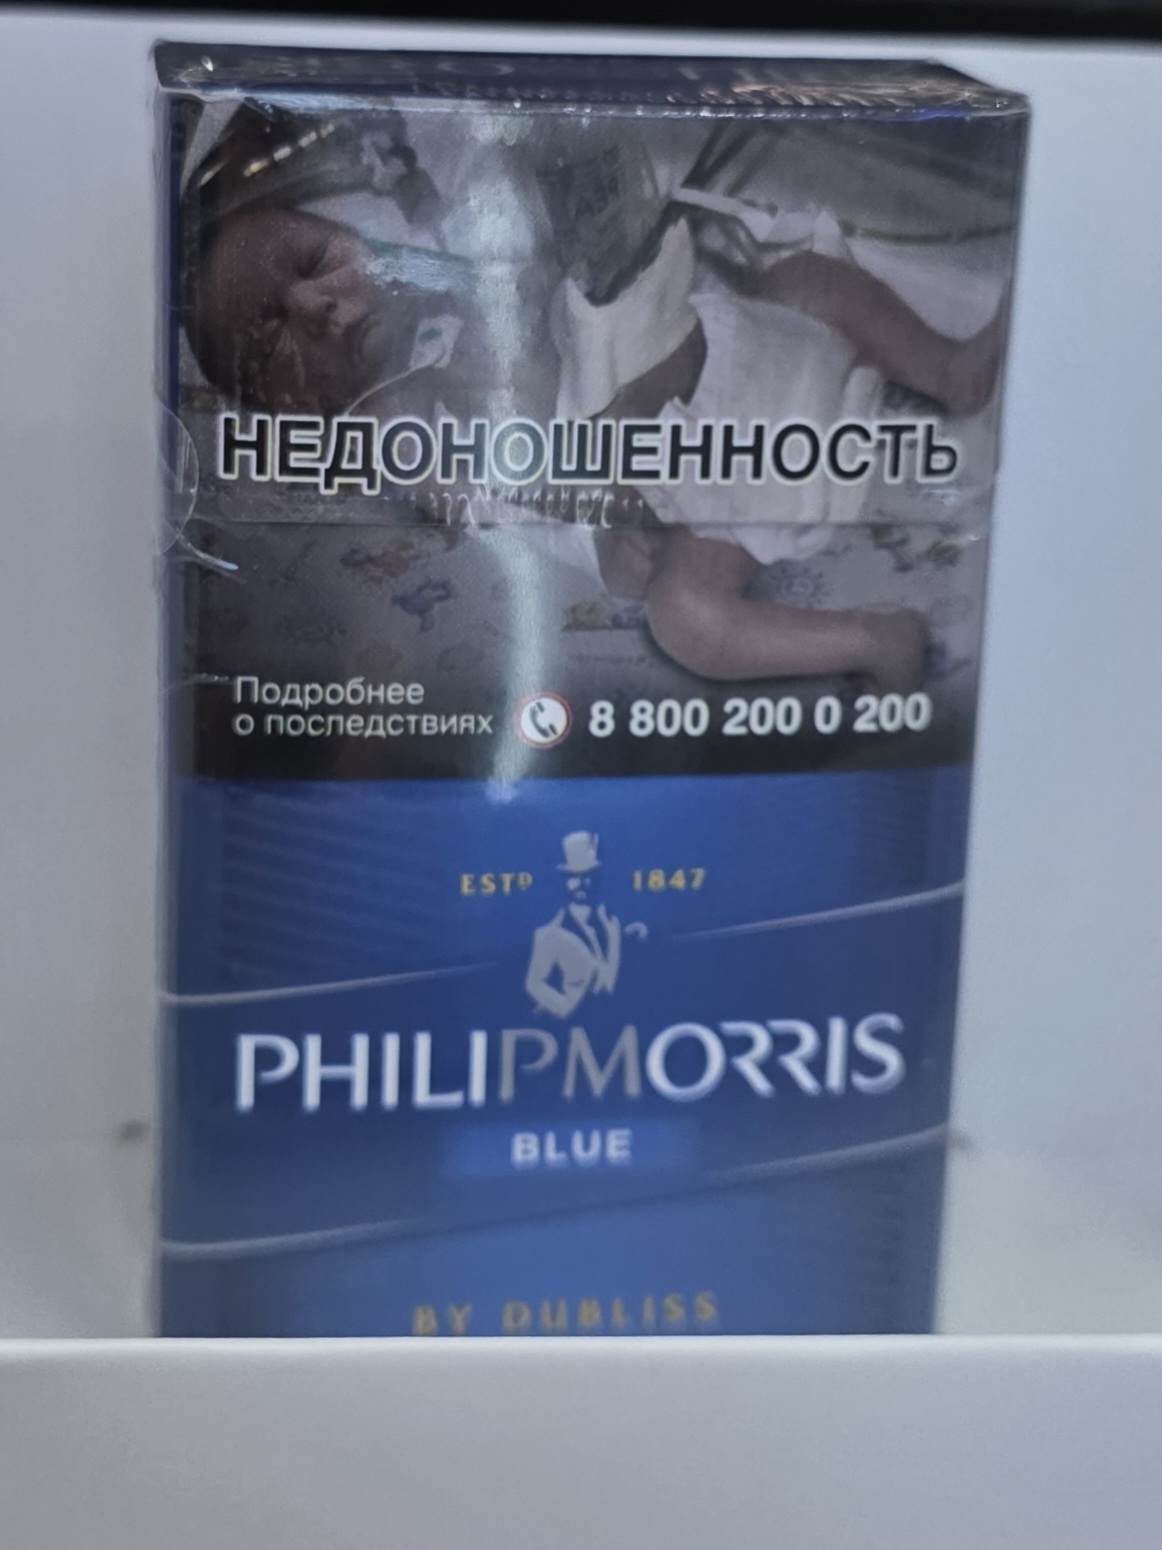 НЕДОНОШЕННОСТЬ
Подробнее
о последствиях 8 800 200 0 200
ESTD 1847
PHILIPMORRIS
BLUE
BY DUBLISS